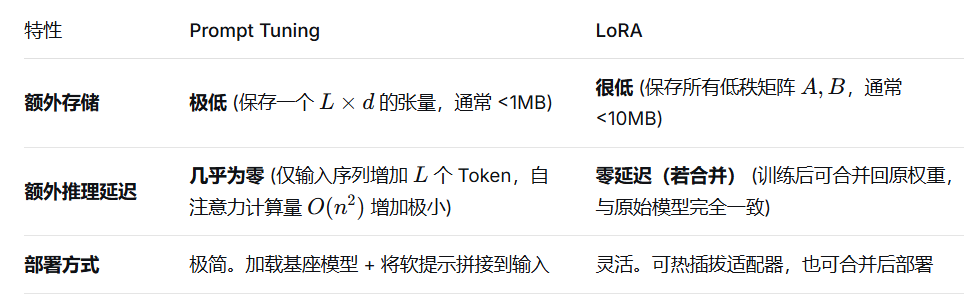 特性 Prompt Tuning LoRA
额外存储 极低 (保存一个 L × d 的张量，通常 <1MB) 很低 (保存所有低秩矩阵 A, B，通常
<10MB)
额外推理延迟 几乎为零 (仅输入序列增加 L 个 Token，自 零延迟（若合并） (训练后可合并回原权重，
注意力计算量 O(n²) 增加极小) 与原始模型完全一致)
部署方式 极简。加载基座模型 + 将软提示拼接到输入 灵活。可热插拔适配器，也可合并后部署